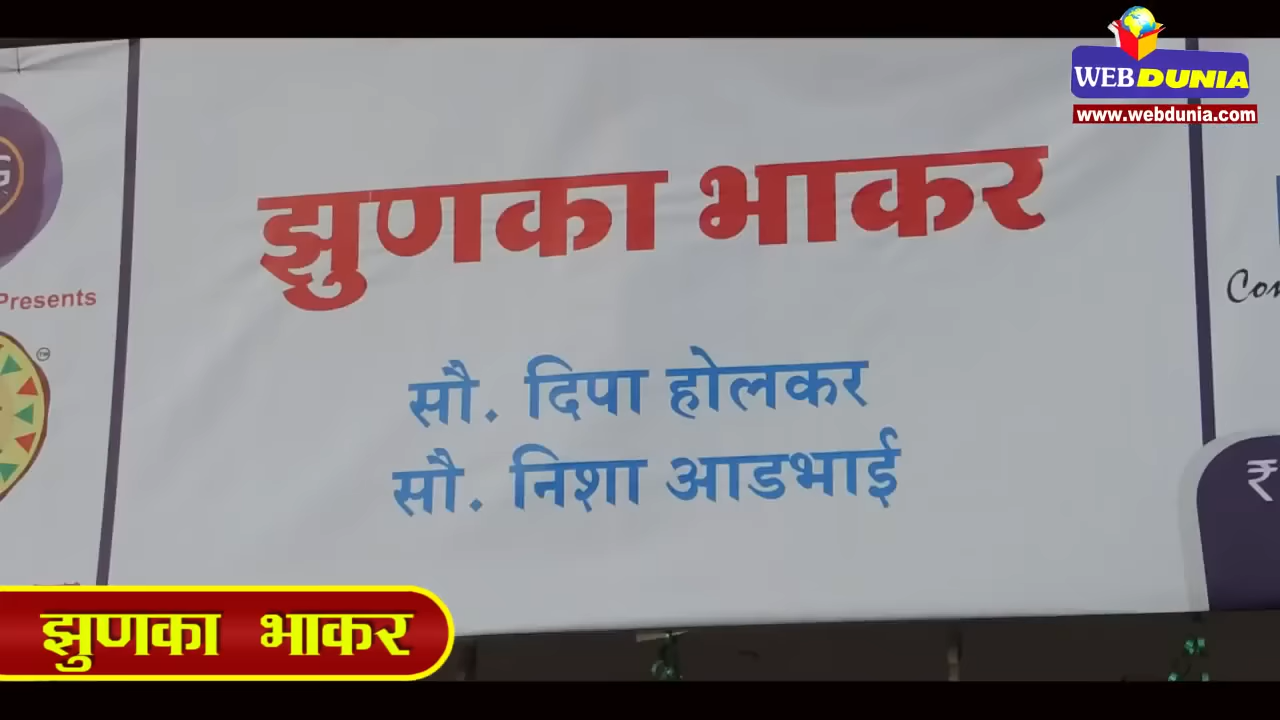 WEBDUNIA
www.webdunia.com
झुणका भाकर
Presents
सौ. दिपा होलकर
सौ. निशा आडभाई
₹
झुणका भाकर